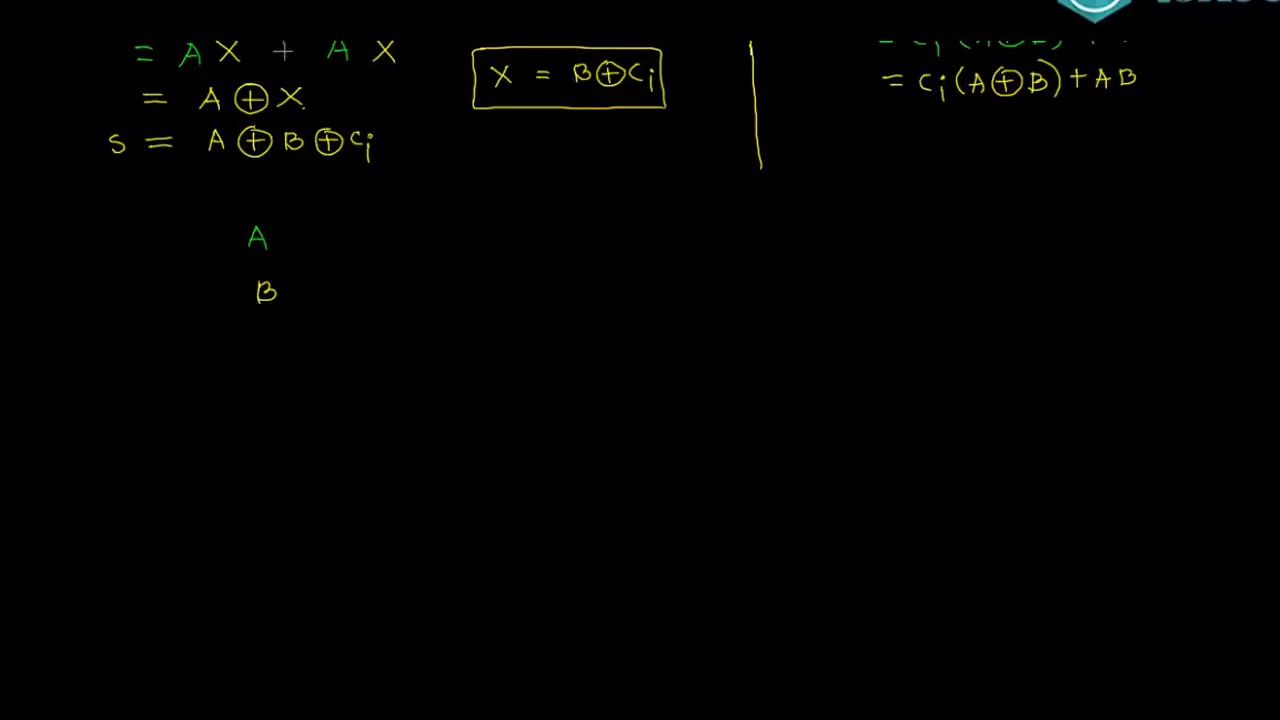 = A X + A X
= A ⊕ X
S = A ⊕ B ⊕ Ci
X = B ⊕ Ci
= Ci (A ⊕ B) + AB
A
B